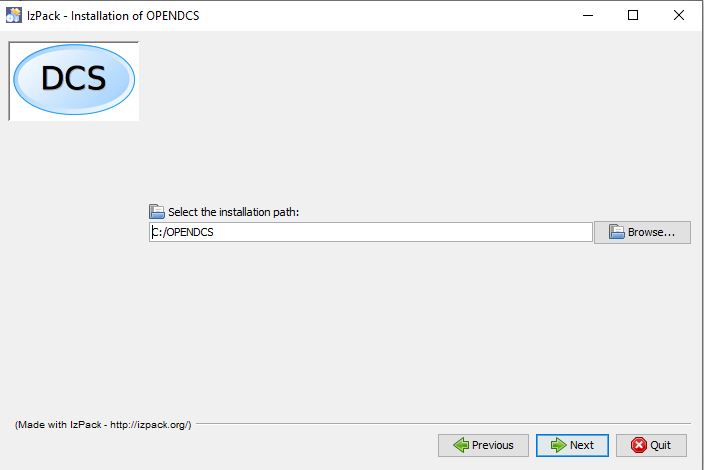 IzPack - Installation of OPENDCS
DCS
Select the installation path:
C:/OPENDCS
Browse...
(Made with IzPack - http://izpack.org/)
Previous
Next
Quit